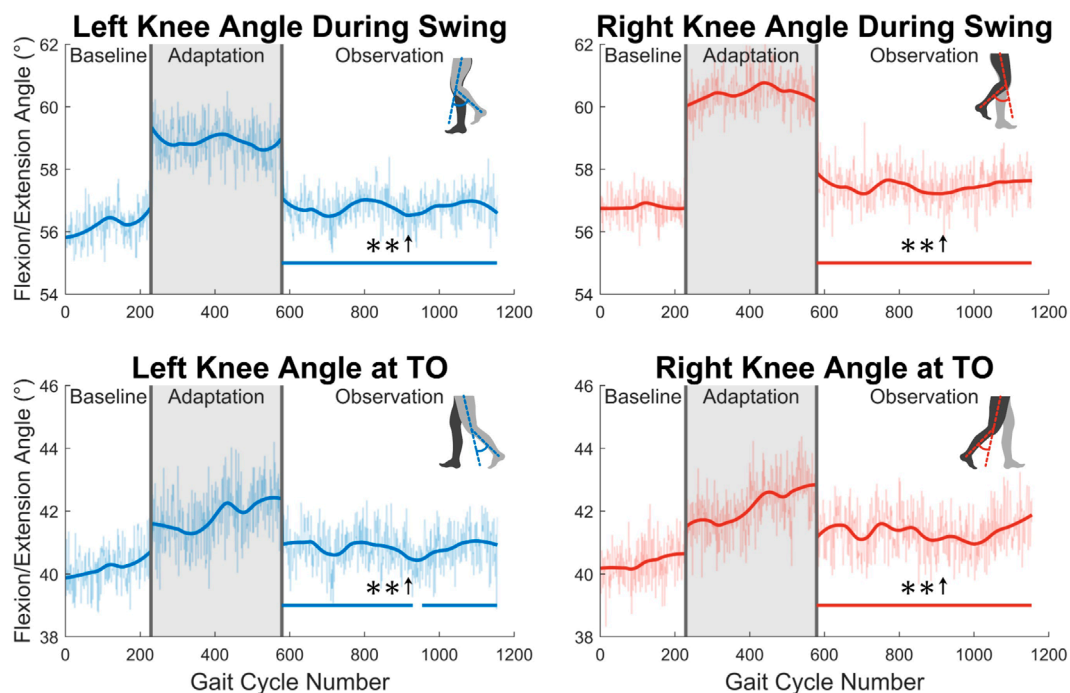 Left Knee Angle During Swing
Flexion/Extension Angle (°)
62
60
58
56
54
Baseline
Adaptation
Observation
**↑
0 200 400 600 800 1000 1200
Right Knee Angle During Swing
62
60
58
56
54
Baseline
Adaptation
Observation
**↑
0 200 400 600 800 1000 1200
Left Knee Angle at TO
Flexion/Extension Angle (°)
46
44
42
40
38
Baseline
Adaptation
Observation
**↑
0 200 400 600 800 1000 1200
Gait Cycle Number
Right Knee Angle at TO
46
44
42
40
38
Baseline
Adaptation
Observation
**↑
0 200 400 600 800 1000 1200
Gait Cycle Number